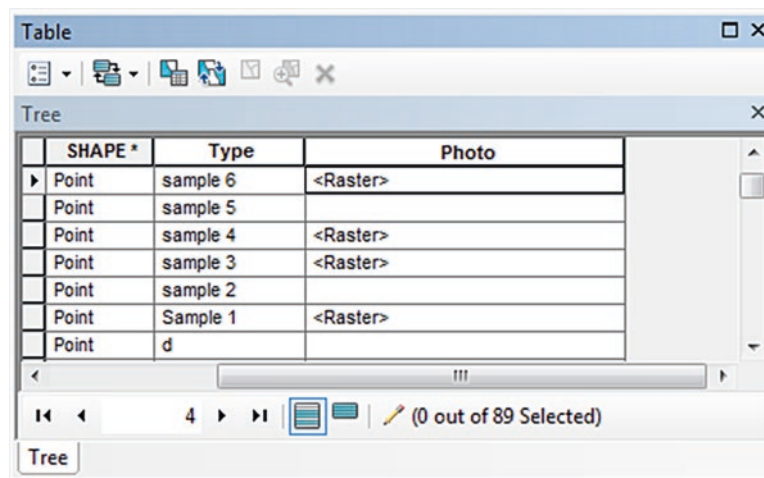 Table
Tree
SHAPE * Type Photo
Point sample 6 <Raster>
Point sample 5
Point sample 4 <Raster>
Point sample 3 <Raster>
Point sample 2
Point Sample 1 <Raster>
Point d
4 (0 out of 89 Selected)
Tree